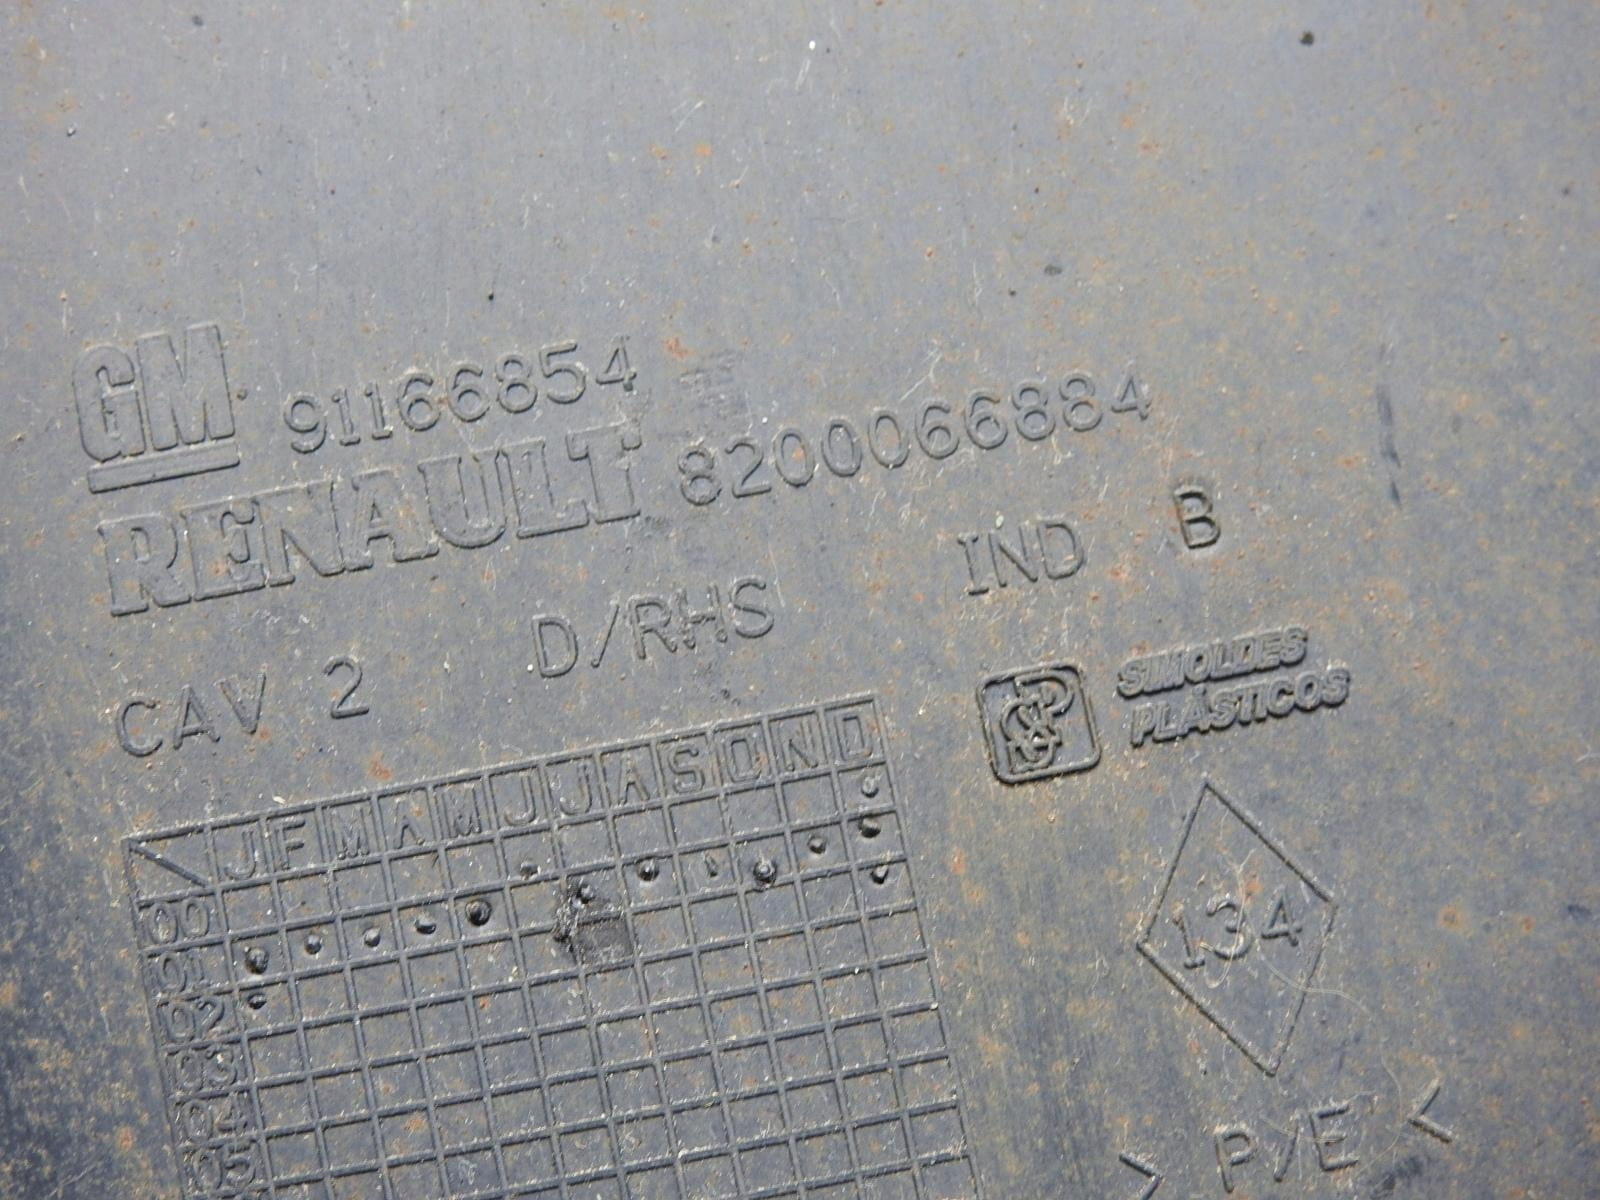 GM 91166854
RENAULT 8200066884
IND B
CAV 2 D/RHS
SIMOLDES
PLÁSTICOS
J F M A M J J A S O N D
00
01
02
03
04
05
134
>P/E<